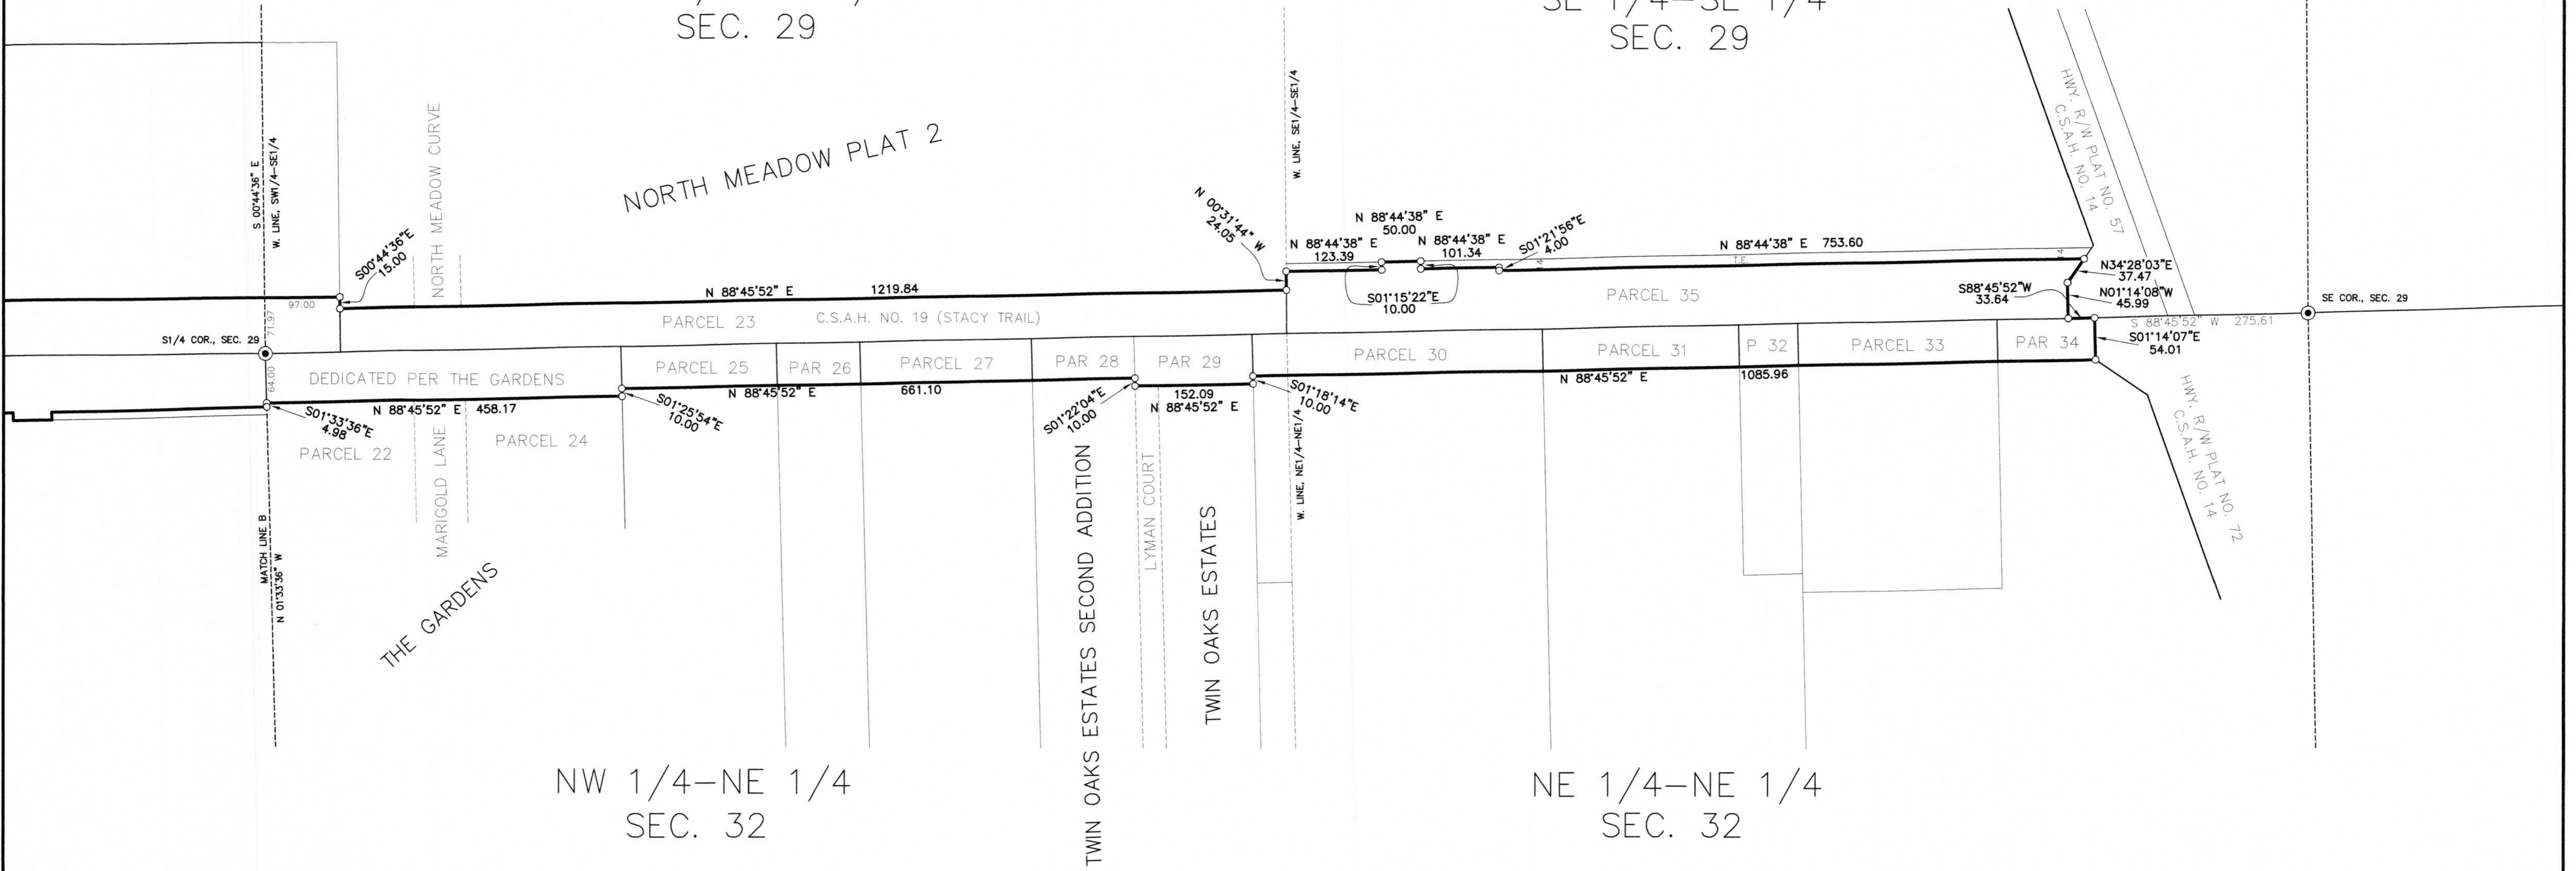 SEC. 29
SE 1/4-SE 1/4
SEC. 29
S 00°44'36" E
W. LINE, SW1/4-SE1/4
NORTH MEADOW CURVE
NORTH MEADOW PLAT 2
W. LINE, SE1/4-SE1/4
HWY. R/W PLAT NO. 57
C.S.A.H. NO. 14
S00°44'36"E
15.00
97.00
71.97
N 88°45'52" E 1219.84
N 00°31'44" W
24.05
N 88°44'38" E
123.39
N 88°44'38" E
50.00
N 88°44'38" E
101.34
S01°21'56"E
4.00
S01°15'22"E
10.00
14
T.E.
N 88°44'38" E 753.60
14
N34°28'03"E
37.47
S88°45'52"W
33.64
N01°14'08"W
45.99
S 88°45'52" W 275.61
SE COR., SEC. 29
S01°14'07"E
54.01
PARCEL 23
C.S.A.H. NO. 19 (STACY TRAIL)
PARCEL 35
S1/4 COR., SEC. 29
64.00
DEDICATED PER THE GARDENS
PARCEL 25
PAR 26
PARCEL 27
PAR 28
PAR 29
PARCEL 30
PARCEL 31
P 32
PARCEL 33
PAR 34
S01°33'36"E
4.98
N 88°45'52" E 458.17
S01°25'54"E
10.00
N 88°45'52" E
661.10
S01°22'04"E
10.00
152.09
N 88°45'52" E
S01°18'14"E
10.00
N 88°45'52" E
1085.96
PARCEL 22
MARIGOLD LANE
PARCEL 24
LYMAN COURT
W. LINE, NE1/4-NE1/4
HWY. R/W PLAT NO. 72
C.S.A.H. NO. 14
MATCH LINE B
N 01°33'36" W
THE GARDENS
TWIN OAKS ESTATES SECOND ADDITION
TWIN OAKS ESTATES
NW 1/4-NE 1/4
SEC. 32
NE 1/4-NE 1/4
SEC. 32